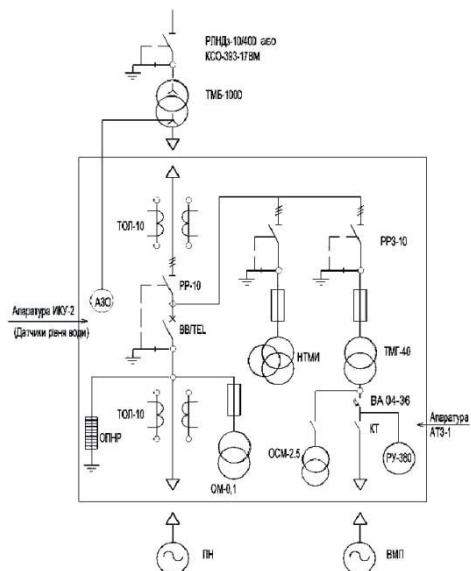 РЛНДз-10/400 або
КСО-393-17ВМ
ТМБ-1000
ТОЛ-10
РР-10
РРЗ-10
АЗО
Апаратура ИКУ-2
(Датчики рівня води)
ВВ/TEL
НТМИ
ТМГ-40
ТОЛ-10
ОПНР
ВА 04-36
Апаратура
АТЗ-1
КТ
ОСМ-2.5
РУ-380
ОМ-0,1
ПН
ВМП